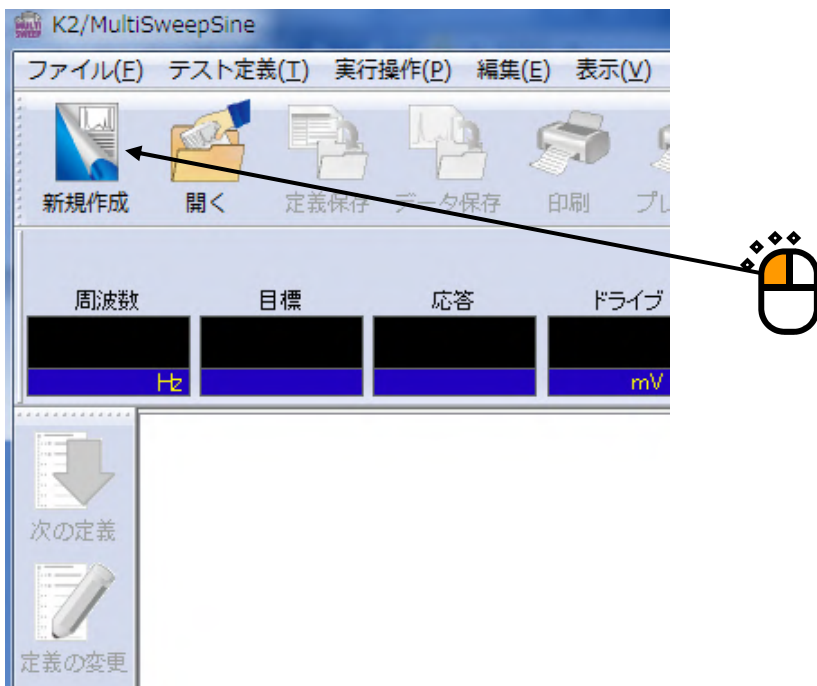 K2/MultiSweepSine
ファイル(F) テスト定義(T) 実行操作(P) 編集(E) 表示(V)
新規作成 開く 定義保存 データ保存 印刷 プレ
周波数 目標 応答 ドライブ
Hz mV
次の定義
定義の変更